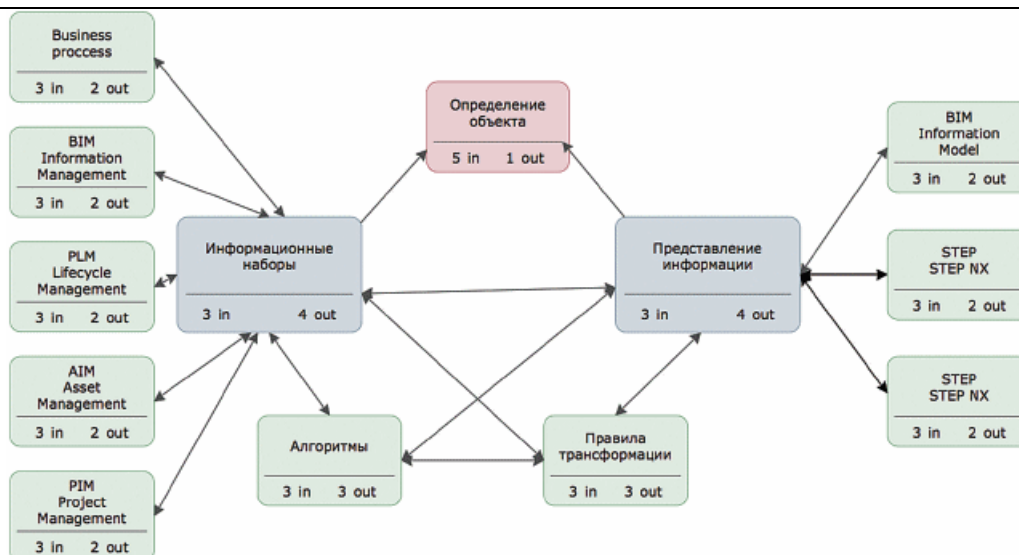 Business
proccess
3 in 2 out
BIM
Information
Management
3 in 2 out
PLM
Lifecycle
Management
3 in 2 out
AIM
Asset
Management
3 in 2 out
PIM
Project
Management
3 in 2 out
Определение
объекта
5 in 1 out
Информационные
наборы
3 in 4 out
Представление
информации
3 in 4 out
Алгоритмы
3 in 3 out
Правила
трансформации
3 in 3 out
BIM
Information
Model
3 in 2 out
STEP
STEP NX
3 in 2 out
STEP
STEP NX
3 in 2 out